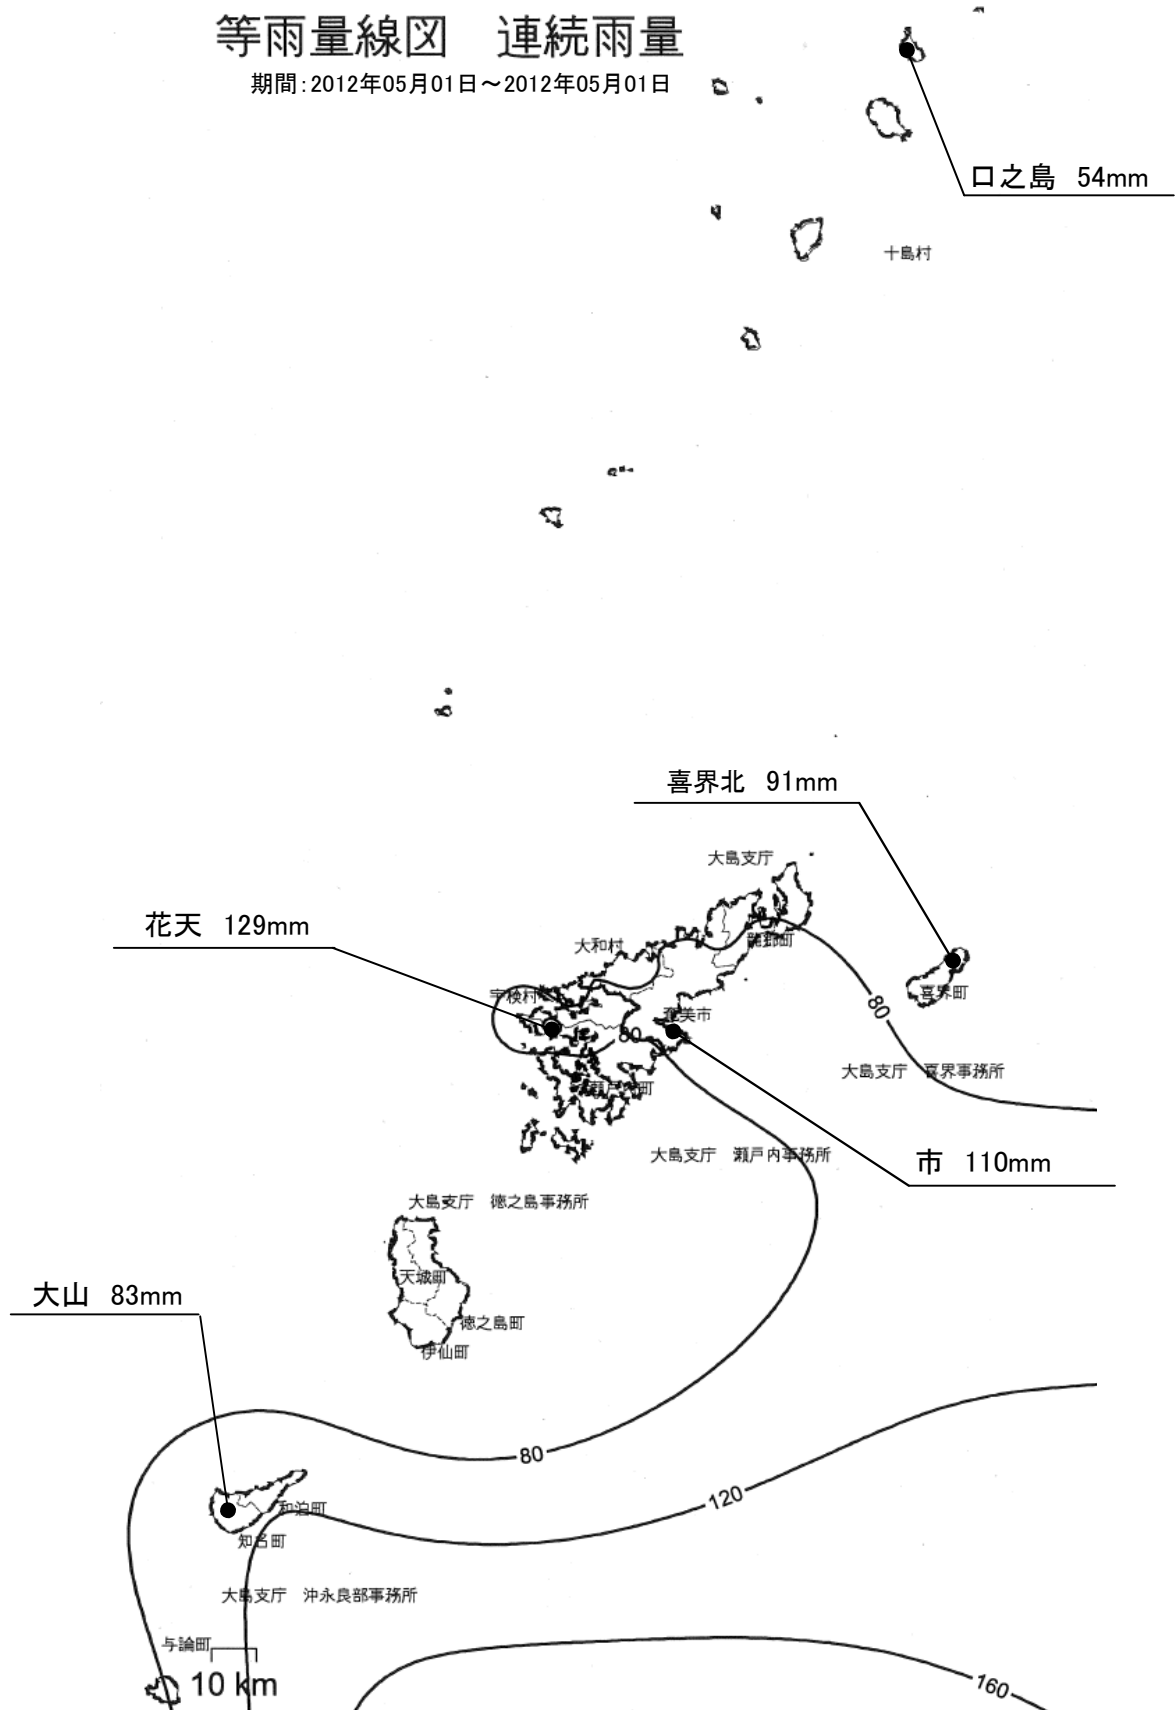 等雨量線図　連続雨量
期間：2012年05月01日～2012年05月01日
口之島　54mm
十島村
喜界北　91mm
大島支庁
花天　129mm
大和村
龍郷町
宇検村
喜界町
80
奄美市
80
大島支庁　喜界事務所
瀬戸内町
大島支庁　瀬戸内事務所
市　110mm
大島支庁　徳之島事務所
天城町
大山　83mm
徳之島町
伊仙町
80
120
和泊町
知名町
大島支庁　沖永良部事務所
与論町
10 km
160